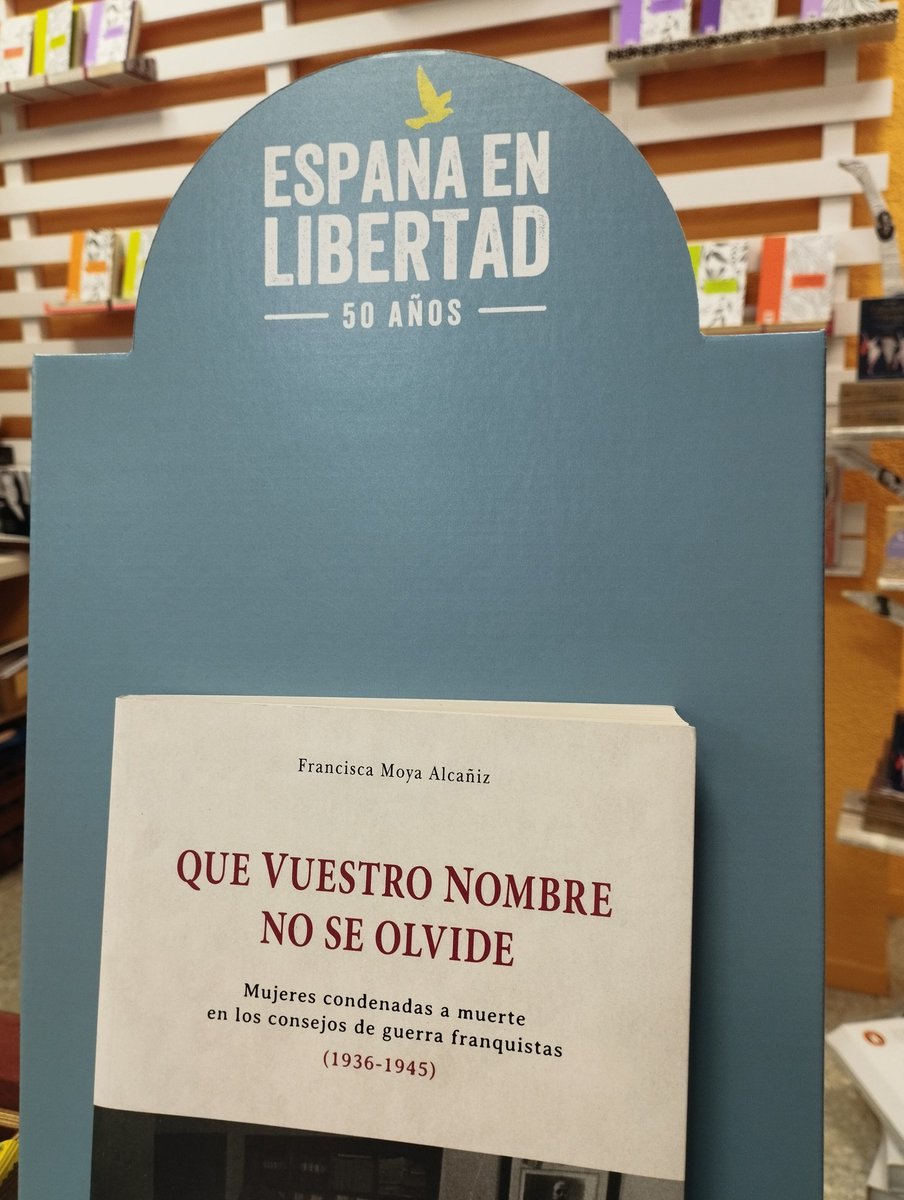 ESPAÑA EN
LIBERTAD
50 AÑOS
Francisca Moya Alcañiz
QUE VUESTRO NOMBRE
NO SE OLVIDE
Mujeres condenadas a muerte
en los consejos de guerra franquistas
(1936-1945)